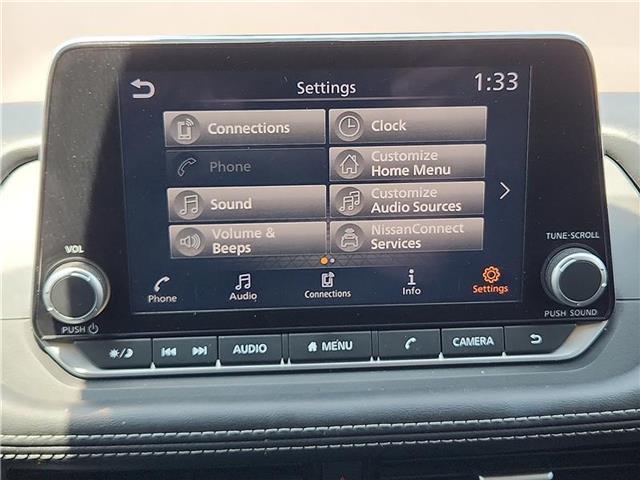 Settings
1:33
Connections
Clock
Phone
Customize
Home Menu
Sound
Customize
Audio Sources
Volume &
Beeps
NissanConnect
Services
VOL
TUNE·SCROLL
Phone
Audio
Connections
Info
Settings
PUSH
PUSH SOUND
AUDIO
MENU
CAMERA